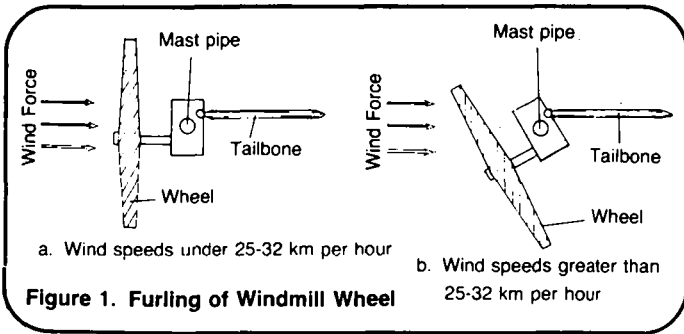 Mast pipe
Wind Force
Tailbone
Wheel
a. Wind speeds under 25-32 km per hour
Mast pipe
Wind Force
Tailbone
Wheel
b. Wind speeds greater than
25-32 km per hour
Figure 1. Furling of Windmill Wheel